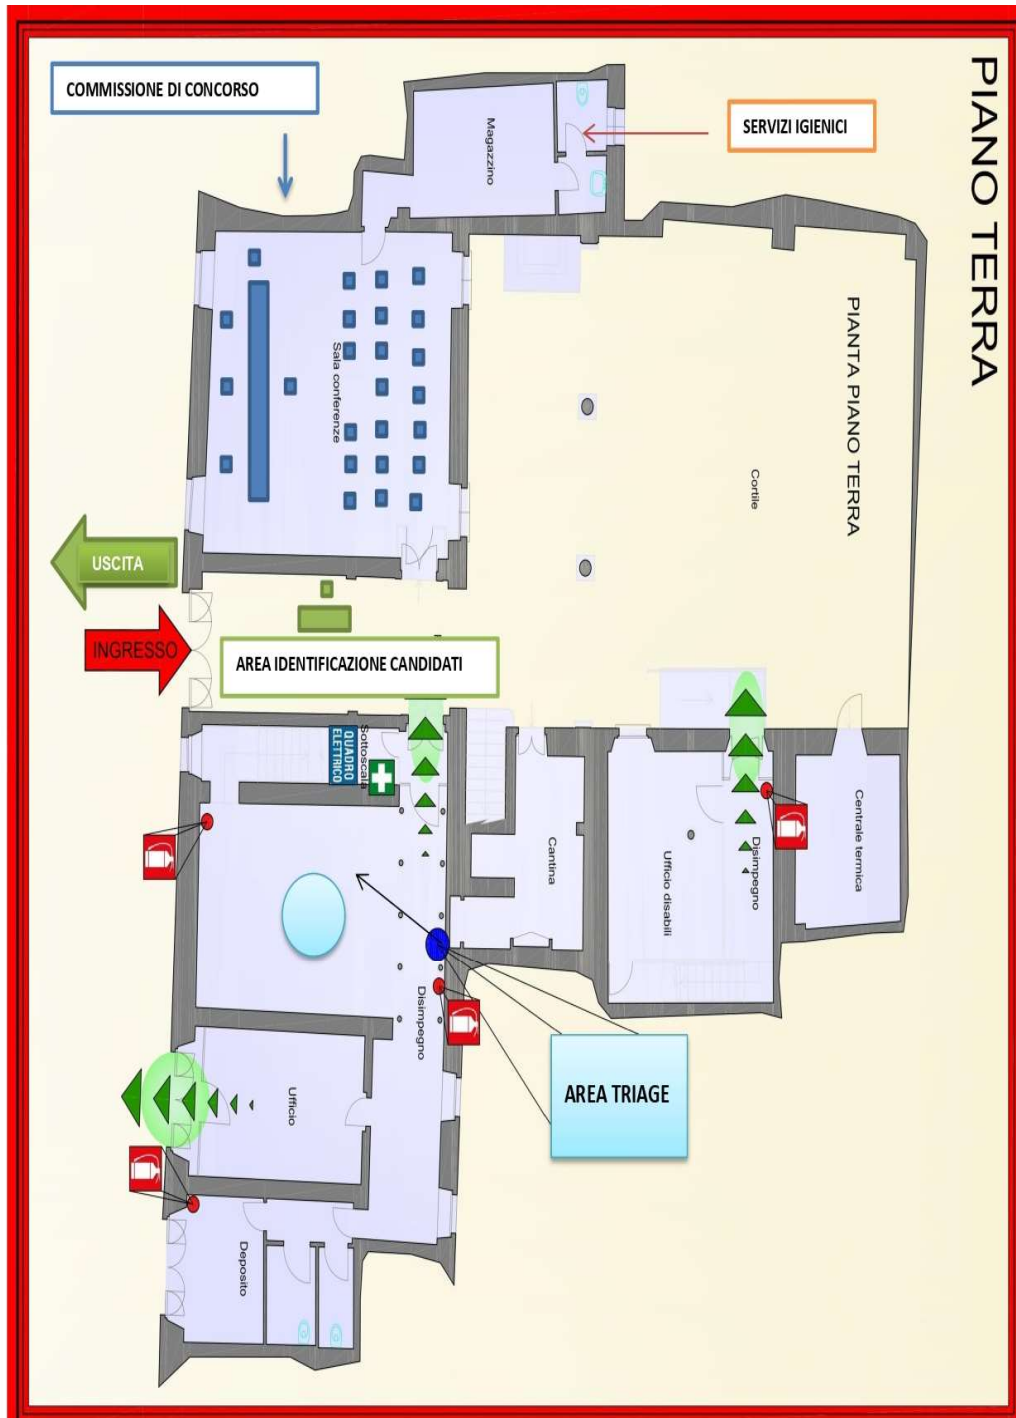 PIANO TERRA
COMMISSIONE DI CONCORSO
SERVIZI IGIENICI
Magazzino
PIANTA PIANO TERRA
Sala conferenze
Cortile
USCITA
INGRESSO
AREA IDENTIFICAZIONE CANDIDATI
Sottoscala
QUADRO
ELETTRICO
Cantina
Ufficio disabili
Disimpegno
Centrale termica
Disimpegno
Ufficio
AREA TRIAGE
Deposito